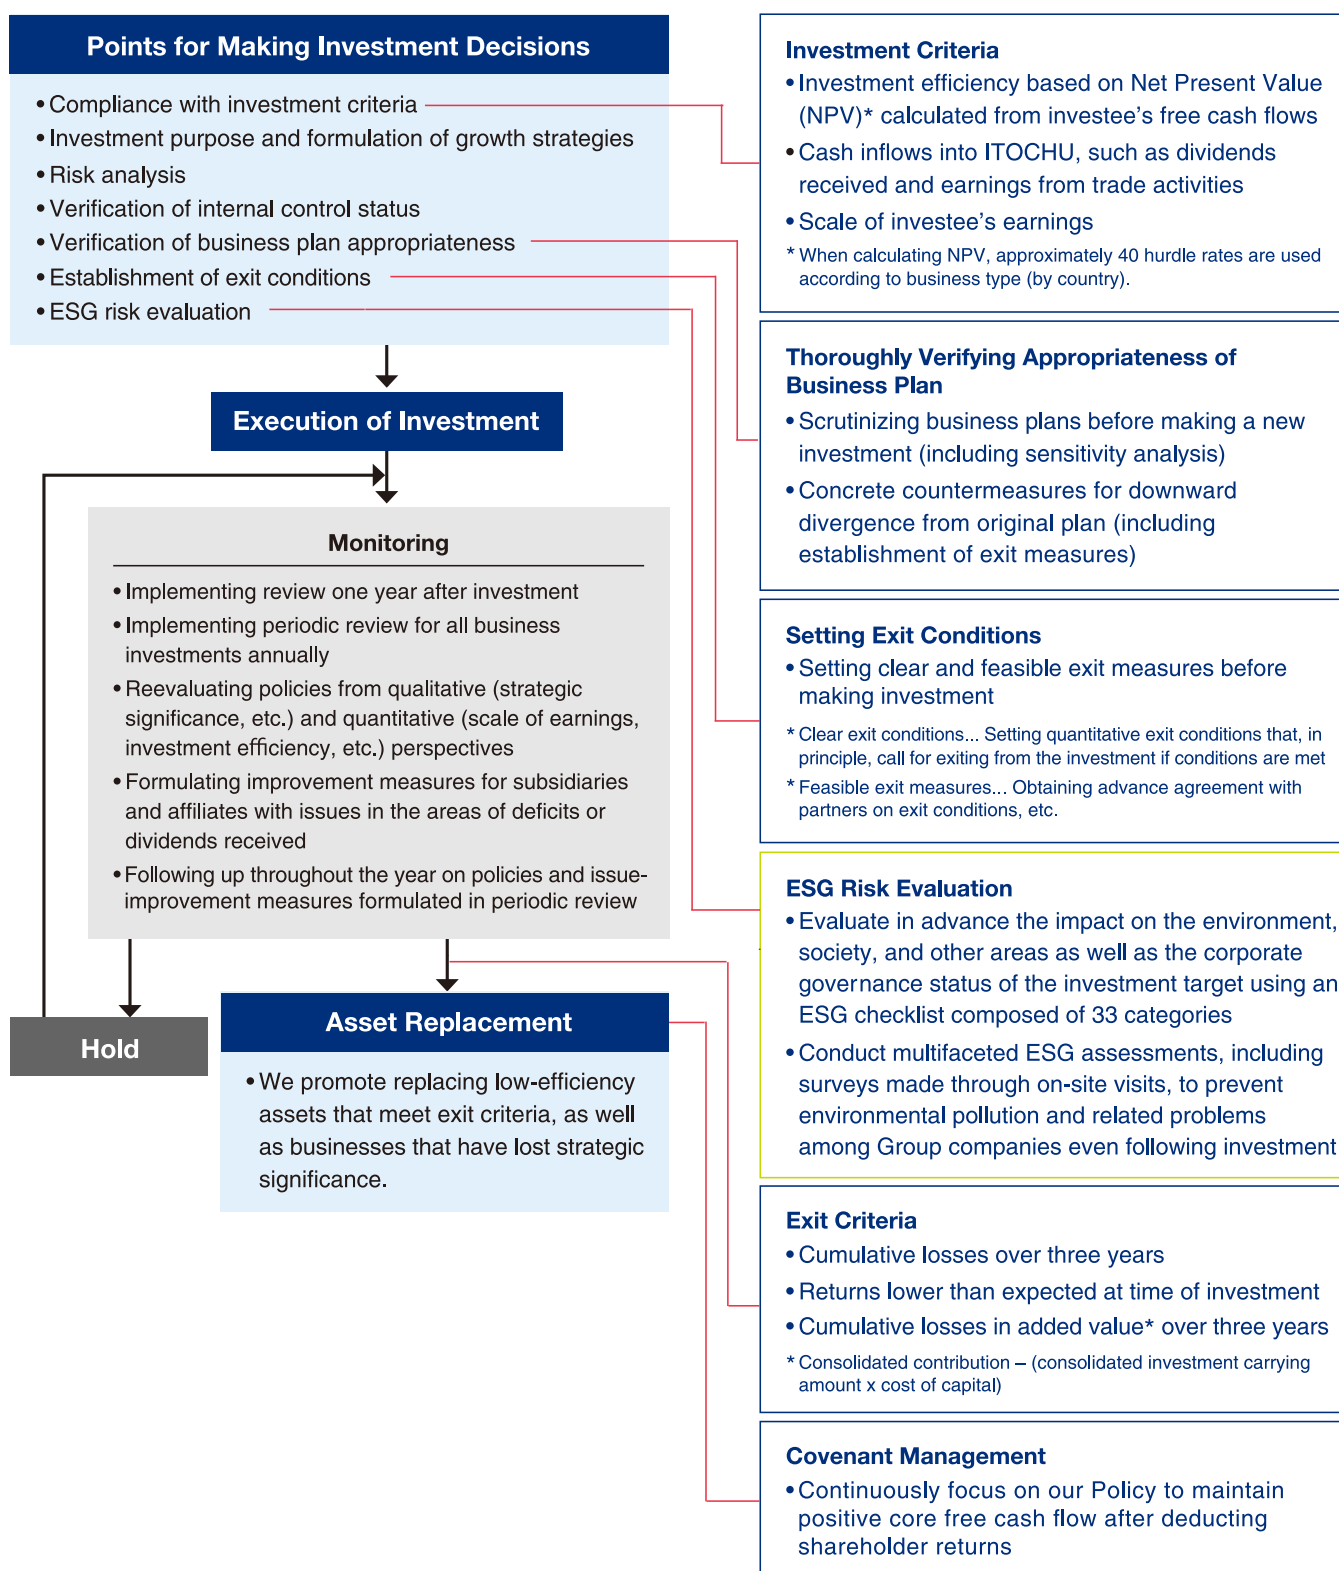 Points for Making Investment Decisions
• Compliance with investment criteria
• Investment purpose and formulation of growth strategies
• Risk analysis
• Verification of internal control status
• Verification of business plan appropriateness
• Establishment of exit conditions
• ESG risk evaluation
Execution of Investment
Monitoring
• Implementing review one year after investment
• Implementing periodic review for all business
investments annually
• Reevaluating policies from qualitative (strategic
significance, etc.) and quantitative (scale of earnings,
investment efficiency, etc.) perspectives
• Formulating improvement measures for subsidiaries
and affiliates with issues in the areas of deficits or
dividends received
• Following up throughout the year on policies and issue-
improvement measures formulated in periodic review
Hold
Asset Replacement
• We promote replacing low-efficiency
assets that meet exit criteria, as well
as businesses that have lost strategic
significance.
Investment Criteria
• Investment efficiency based on Net Present Value
(NPV)* calculated from investee’s free cash flows
• Cash inflows into ITOCHU, such as dividends
received and earnings from trade activities
• Scale of investee’s earnings
* When calculating NPV, approximately 40 hurdle rates are used
according to business type (by country).
Thoroughly Verifying Appropriateness of
Business Plan
• Scrutinizing business plans before making a new
investment (including sensitivity analysis)
• Concrete countermeasures for downward
divergence from original plan (including
establishment of exit measures)
Setting Exit Conditions
• Setting clear and feasible exit measures before
making investment
* Clear exit conditions... Setting quantitative exit conditions that, in
principle, call for exiting from the investment if conditions are met
* Feasible exit measures... Obtaining advance agreement with
partners on exit conditions, etc.
ESG Risk Evaluation
• Evaluate in advance the impact on the environment,
society, and other areas as well as the corporate
governance status of the investment target using an
ESG checklist composed of 33 categories
• Conduct multifaceted ESG assessments, including
surveys made through on-site visits, to prevent
environmental pollution and related problems
among Group companies even following investment
Exit Criteria
• Cumulative losses over three years
• Returns lower than expected at time of investment
• Cumulative losses in added value* over three years
* Consolidated contribution – (consolidated investment carrying
amount x cost of capital)
Covenant Management
• Continuously focus on our Policy to maintain
positive core free cash flow after deducting
shareholder returns